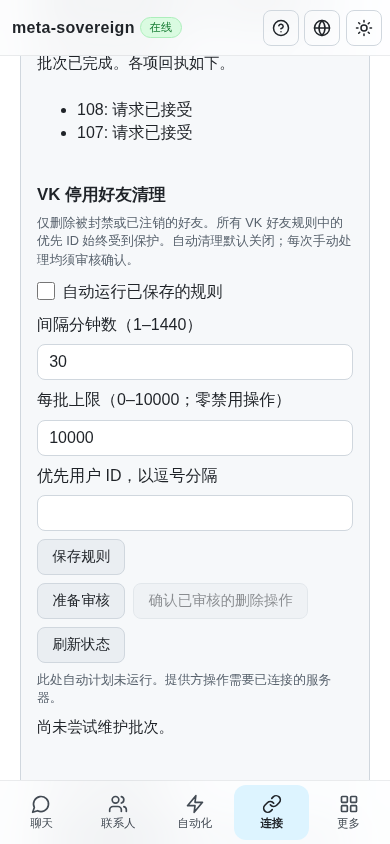 meta-sovereign 在线
批次已完成。各项回执如下。
108: 请求已接受
107: 请求已接受
VK 停用好友清理
仅删除被封禁或已注销的好友。所有 VK 好友规则中的
优先 ID 始终受到保护。自动清理默认关闭；每次手动处
理均须审核确认。
自动运行已保存的规则
间隔分钟数（1–1440）
30
每批上限（0–10000；零禁用操作）
10000
优先用户 ID，以逗号分隔
保存规则
准备审核 确认已审核的删除操作
刷新状态
此处自动计划未运行。提供方操作需要已连接的服务
器。
尚未尝试维护批次。
聊天 联系人 自动化 连接 更多